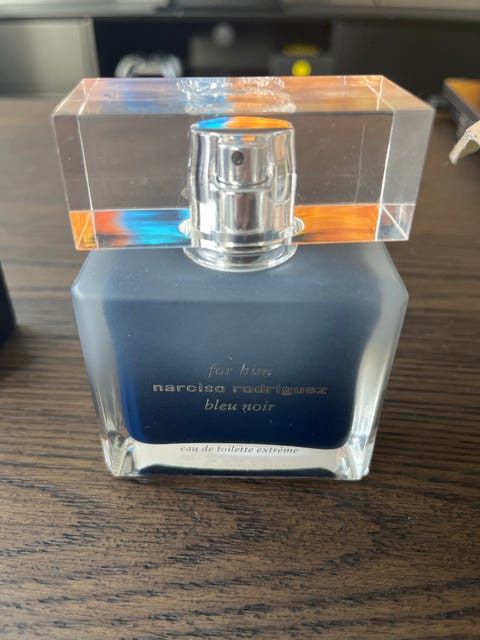 for him
narciso rodriguez
bleu noir
eau de toilette extrême